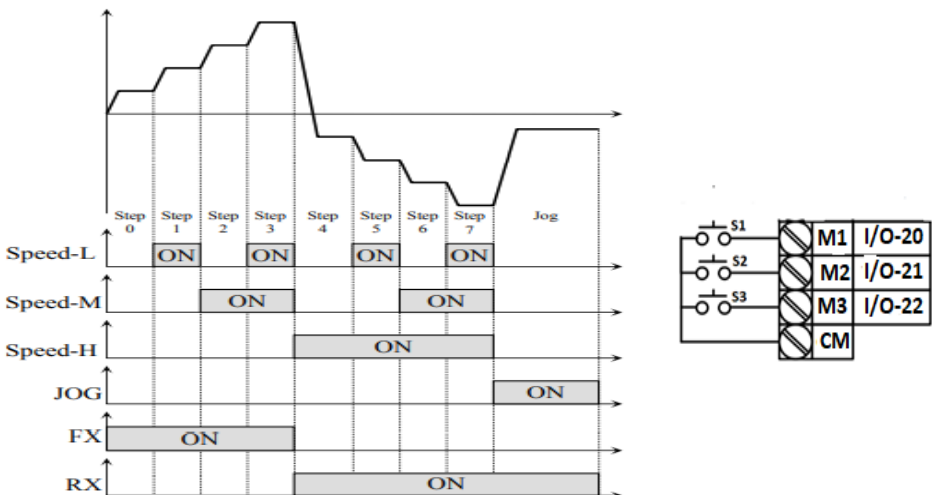 Step 0
Step 1
Step 2
Step 3
Step 4
Step 5
Step 6
Step 7
Jog
Speed-L ON ON ON ON
Speed-M ON ON
Speed-H ON
JOG ON
FX ON
RX ON
S1 M1 I/O-20
S2 M2 I/O-21
S3 M3 I/O-22
CM